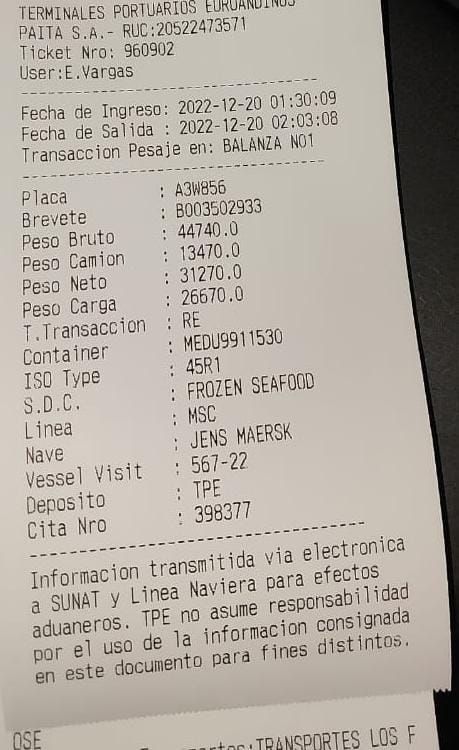 TERMINALES PORTUARIOS EUROANDINOS
PAITA S.A.- RUC:20522473571
Ticket Nro: 960902
User:E.Vargas
Fecha de Ingreso: 2022-12-20 01:30:09
Fecha de Salida : 2022-12-20 02:03:08
Transaccion Pesaje en: BALANZA NO1
Placa : A3W856
Brevete : B003502933
Peso Bruto : 44740.0
Peso Camion : 13470.0
Peso Neto : 31270.0
Peso Carga : 26670.0
T.Transaccion : RE
Container : MEDU9911530
ISO Type : 45R1
S.D.C. : FROZEN SEAFOOD
Linea : MSC
Nave : JENS MAERSK
Vessel Visit : 567-22
Deposito : TPE
Cita Nro : 398377
Informacion transmitida via electronica
a SUNAT y Linea Naviera para efectos
aduaneros. TPE no asume responsabilidad
por el uso de la informacion consignada
en este documento para fines distintos.
OSE
TRANSPORTES LOS F